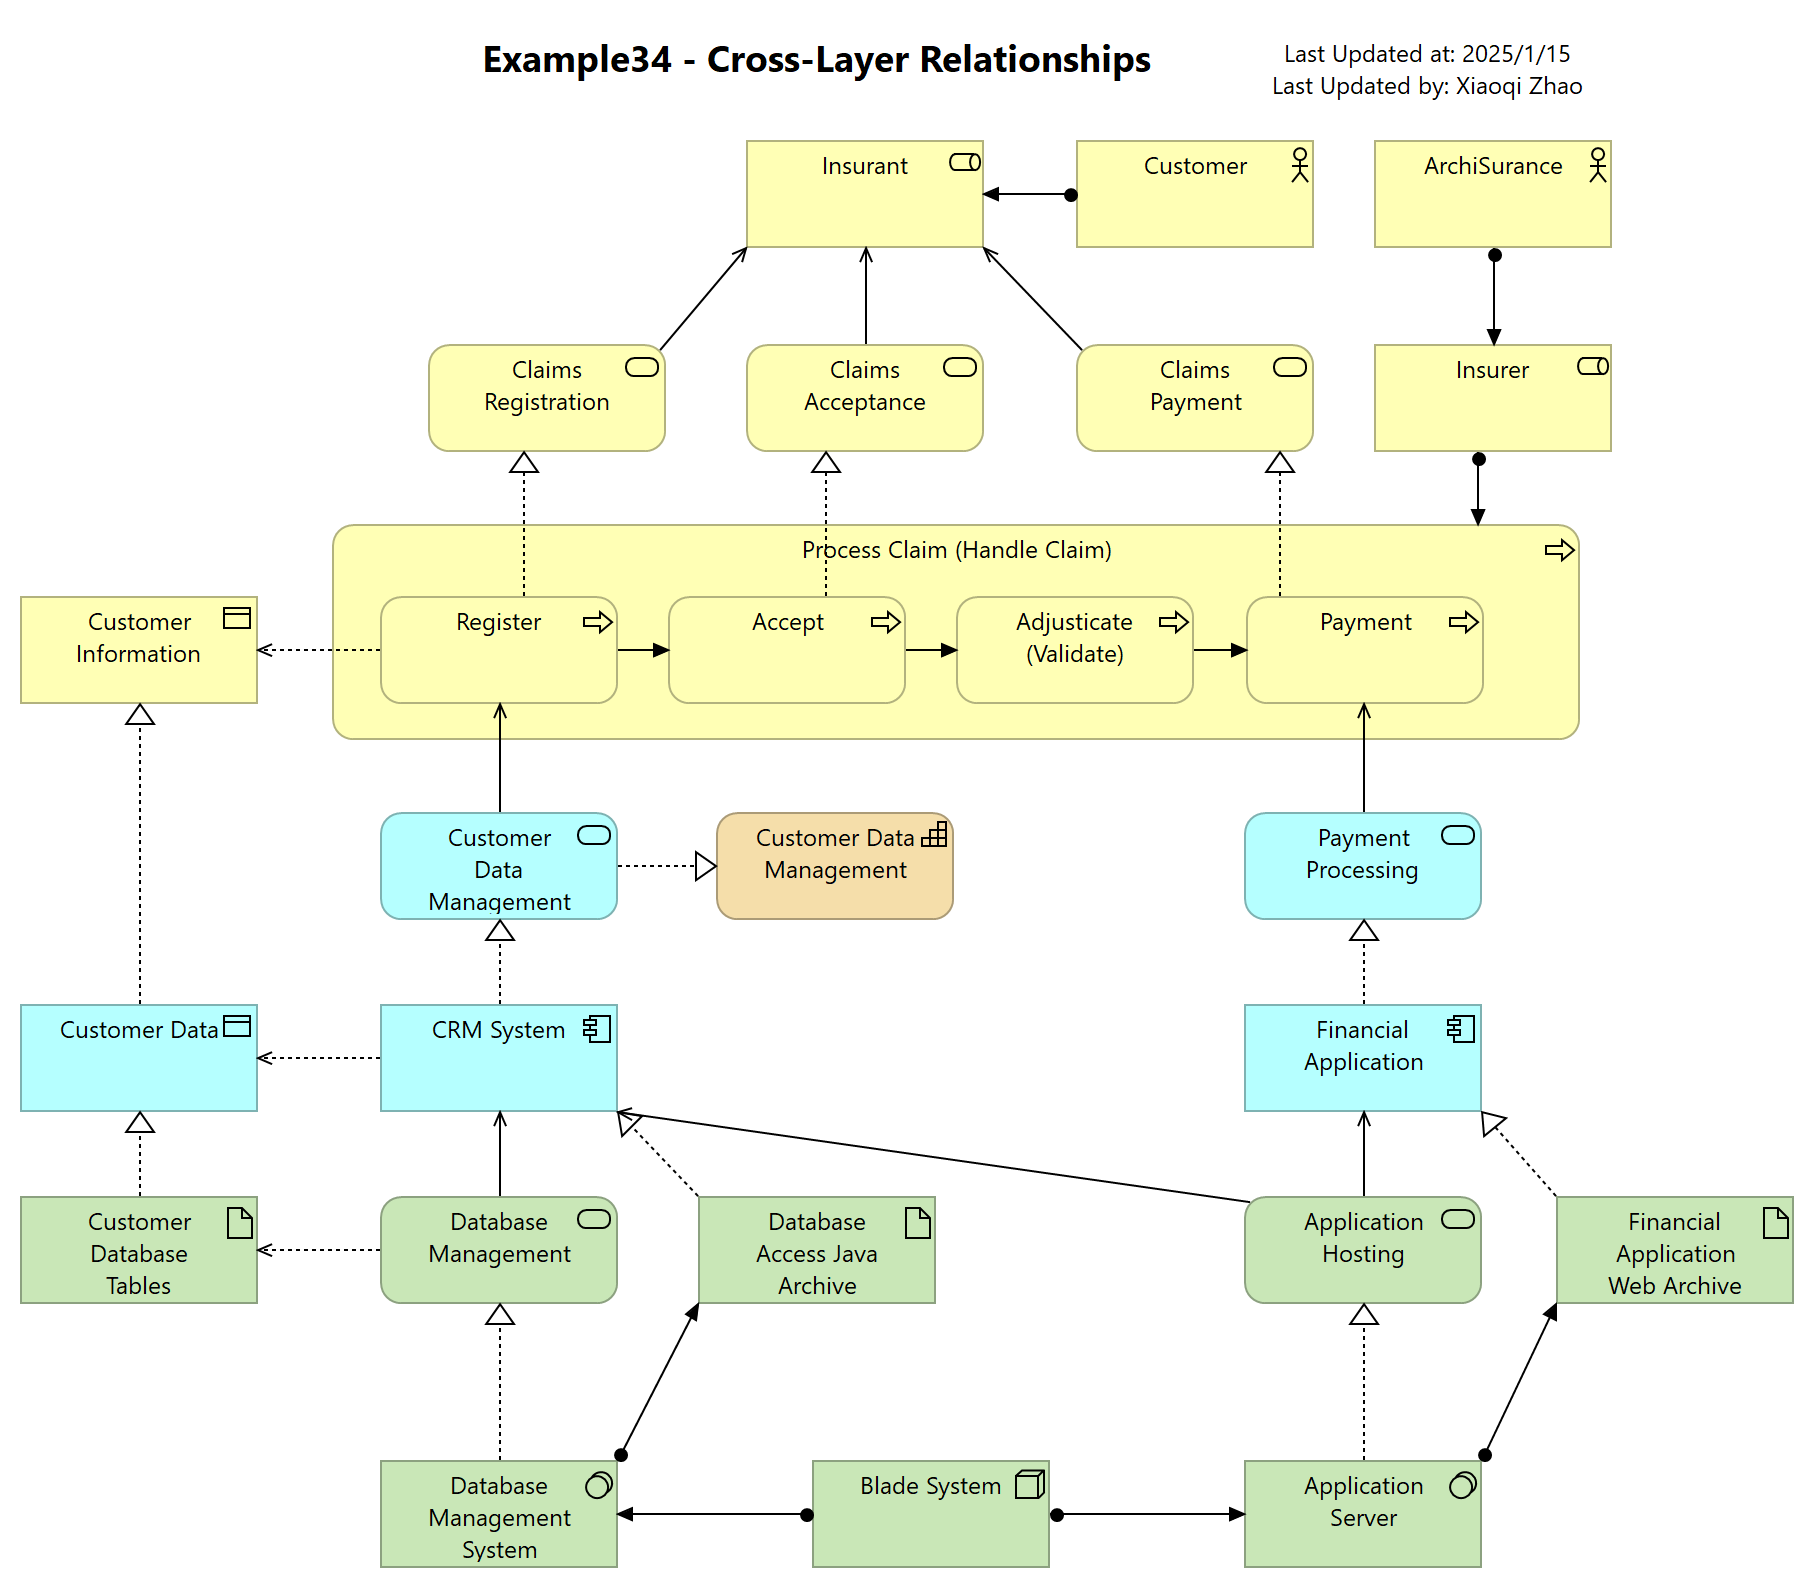 Example34 - Cross-Layer Relationships
Last Updated at: 2025/1/15
Last Updated by: Xiaoqi Zhao
Insurant
Customer
ArchiSurance
Claims
Registration
Claims
Acceptance
Claims
Payment
Insurer
Process Claim (Handle Claim)
Customer
Information
Register
Accept
Adjusticate
(Validate)
Payment
Customer
Data
Management
Customer Data
Management
Payment
Processing
Customer Data
CRM System
Financial
Application
Customer
Database
Tables
Database
Management
Database
Access Java
Archive
Application
Hosting
Financial
Application
Web Archive
Database
Management
System
Blade System
Application
Server